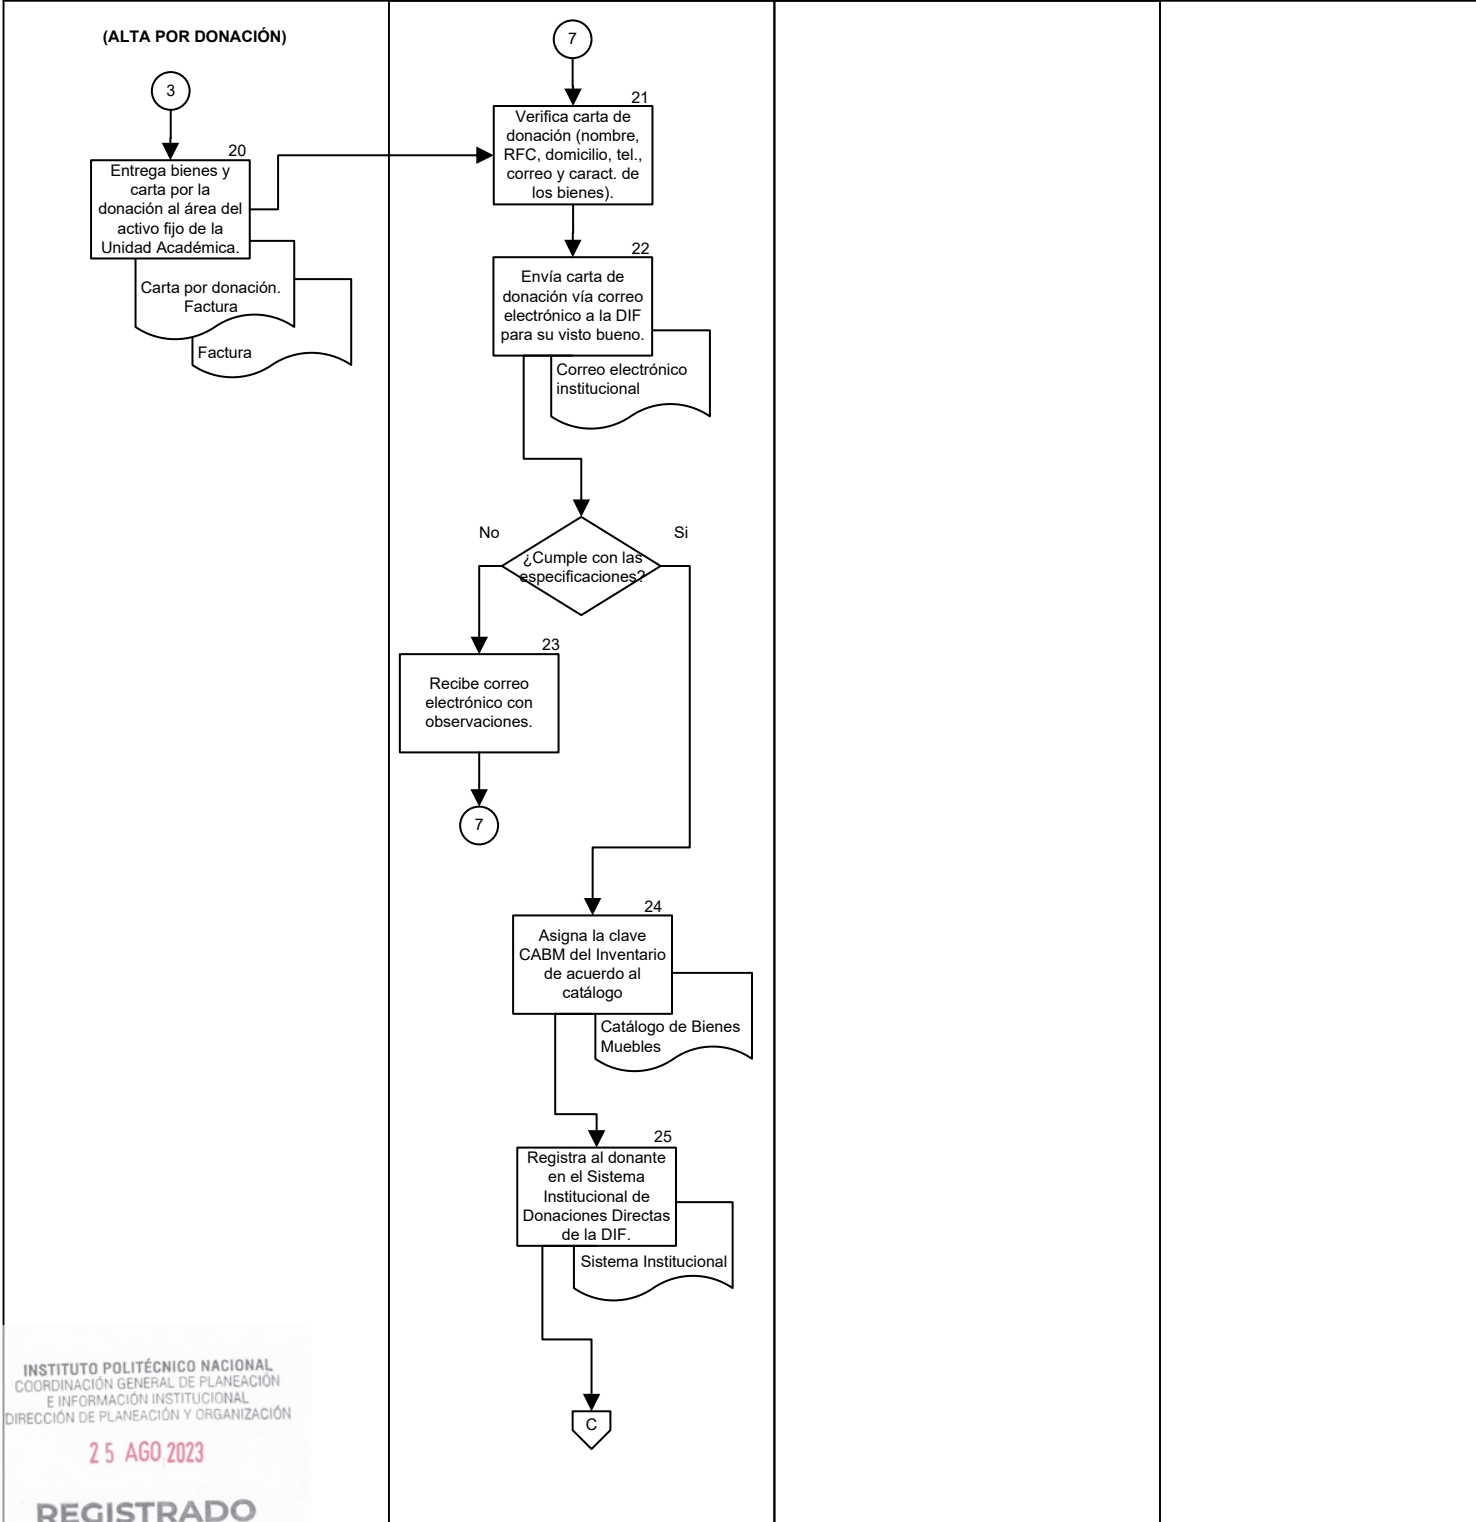 (ALTA POR DONACIÓN)
3
20
Entrega bienes y
carta por la
donación al área del
activo fijo de la
Unidad Académica.
Carta por donación.
Factura
Factura
7
21
Verifica carta de
donación (nombre,
RFC, domicilio, tel.,
correo y caract. de
los bienes).
22
Envía carta de
donación vía correo
electrónico a la DIF
para su visto bueno.
Correo electrónico
institucional
No
Si
¿Cumple con las
especificaciones?
23
Recibe correo
electrónico con
observaciones.
7
24
Asigna la clave
CABM del Inventario
de acuerdo al
catálogo
Catálogo de Bienes
Muebles
25
Registra al donante
en el Sistema
Institucional de
Donaciones Directas
de la DIF.
Sistema Institucional
C
INSTITUTO POLITÉCNICO NACIONAL
COORDINACIÓN GENERAL DE PLANEACIÓN
E INFORMACIÓN INSTITUCIONAL
DIRECCIÓN DE PLANEACIÓN Y ORGANIZACIÓN
25 AGO 2023
REGISTRADO